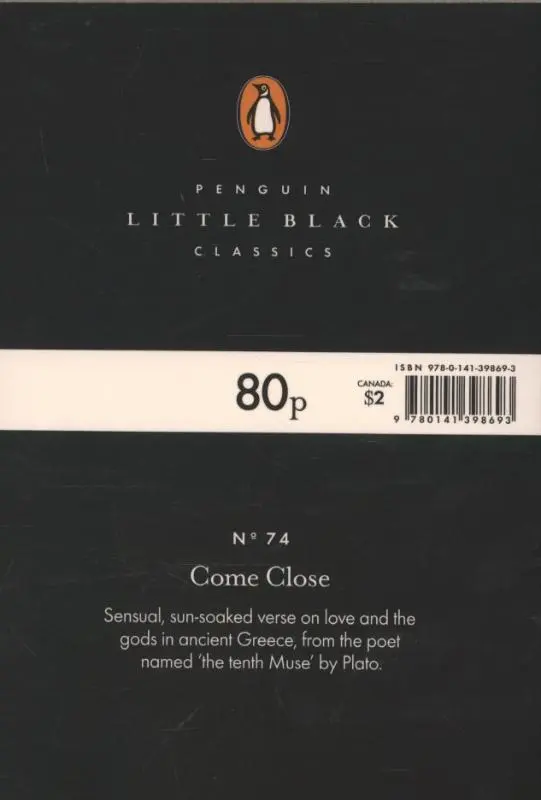 PENGUIN
LITTLE BLACK
CLASSICS
ISBN 978-0-141-39869-3
80p
CANADA:
$2
9 780141 398693
Nº 74
Come Close
Sensual, sun-soaked verse on love and the
gods in ancient Greece, from the poet
named ‘the tenth Muse’ by Plato.